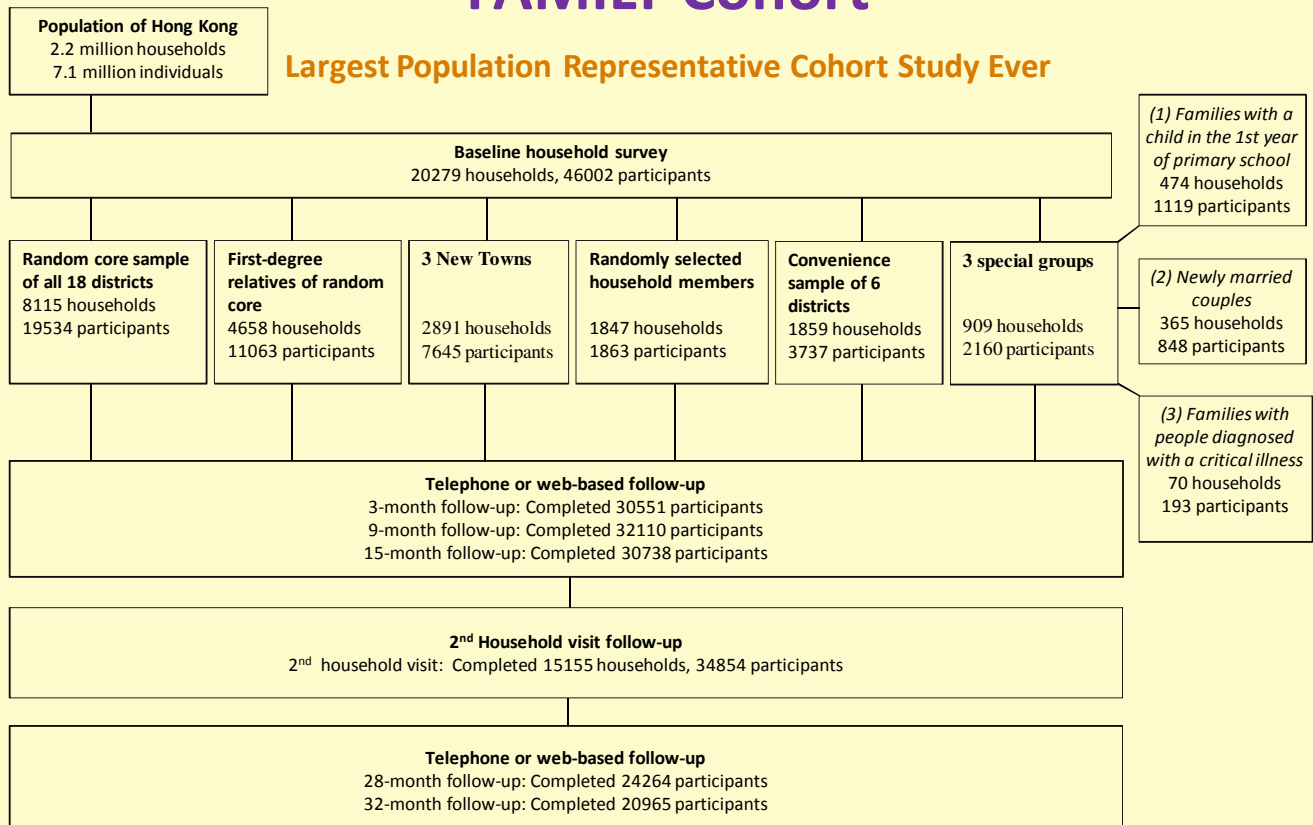 FAMILY Cohort
Largest Population Representative Cohort Study Ever
Population of Hong Kong
2.2 million households
7.1 million individuals
Baseline household survey
20279 households, 46002 participants
(1) Families with a
child in the 1st year
of primary school
474 households
1119 participants
Random core sample
of all 18 districts
8115 households
19534 participants
First-degree
relatives of random
core
4658 households
11063 participants
3 New Towns
2891 households
7645 participants
Randomly selected
household members
1847 households
1863 participants
Convenience
sample of 6
districts
1859 households
3737 participants
3 special groups
909 households
2160 participants
(2) Newly married
couples
365 households
848 participants
(3) Families with
people diagnosed
with a critical illness
70 households
193 participants
Telephone or web-based follow-up
3-month follow-up: Completed 30551 participants
9-month follow-up: Completed 32110 participants
15-month follow-up: Completed 30738 participants
2nd Household visit follow-up
2nd household visit: Completed 15155 households, 34854 participants
Telephone or web-based follow-up
28-month follow-up: Completed 24264 participants
32-month follow-up: Completed 20965 participants